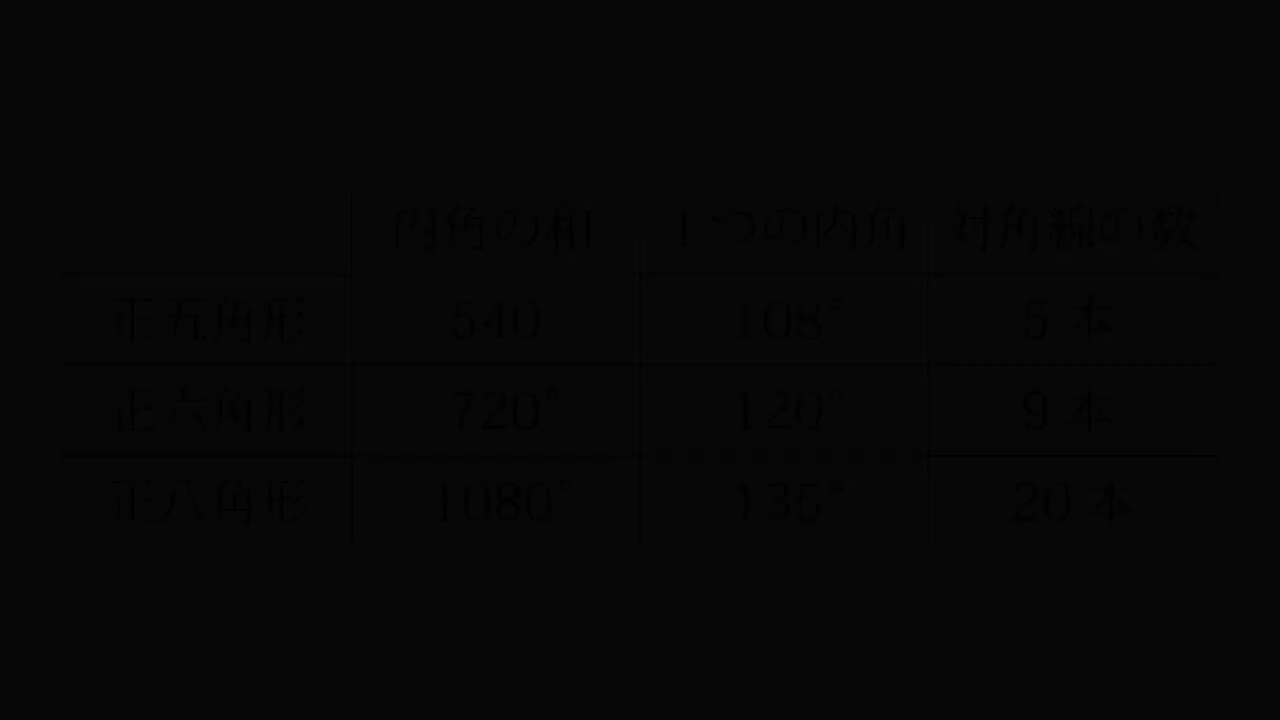 内角の和 1つの内角 対角線の数
正五角形 540° 108° 5本
正六角形 720° 120° 9本
正八角形 1080° 135° 20本